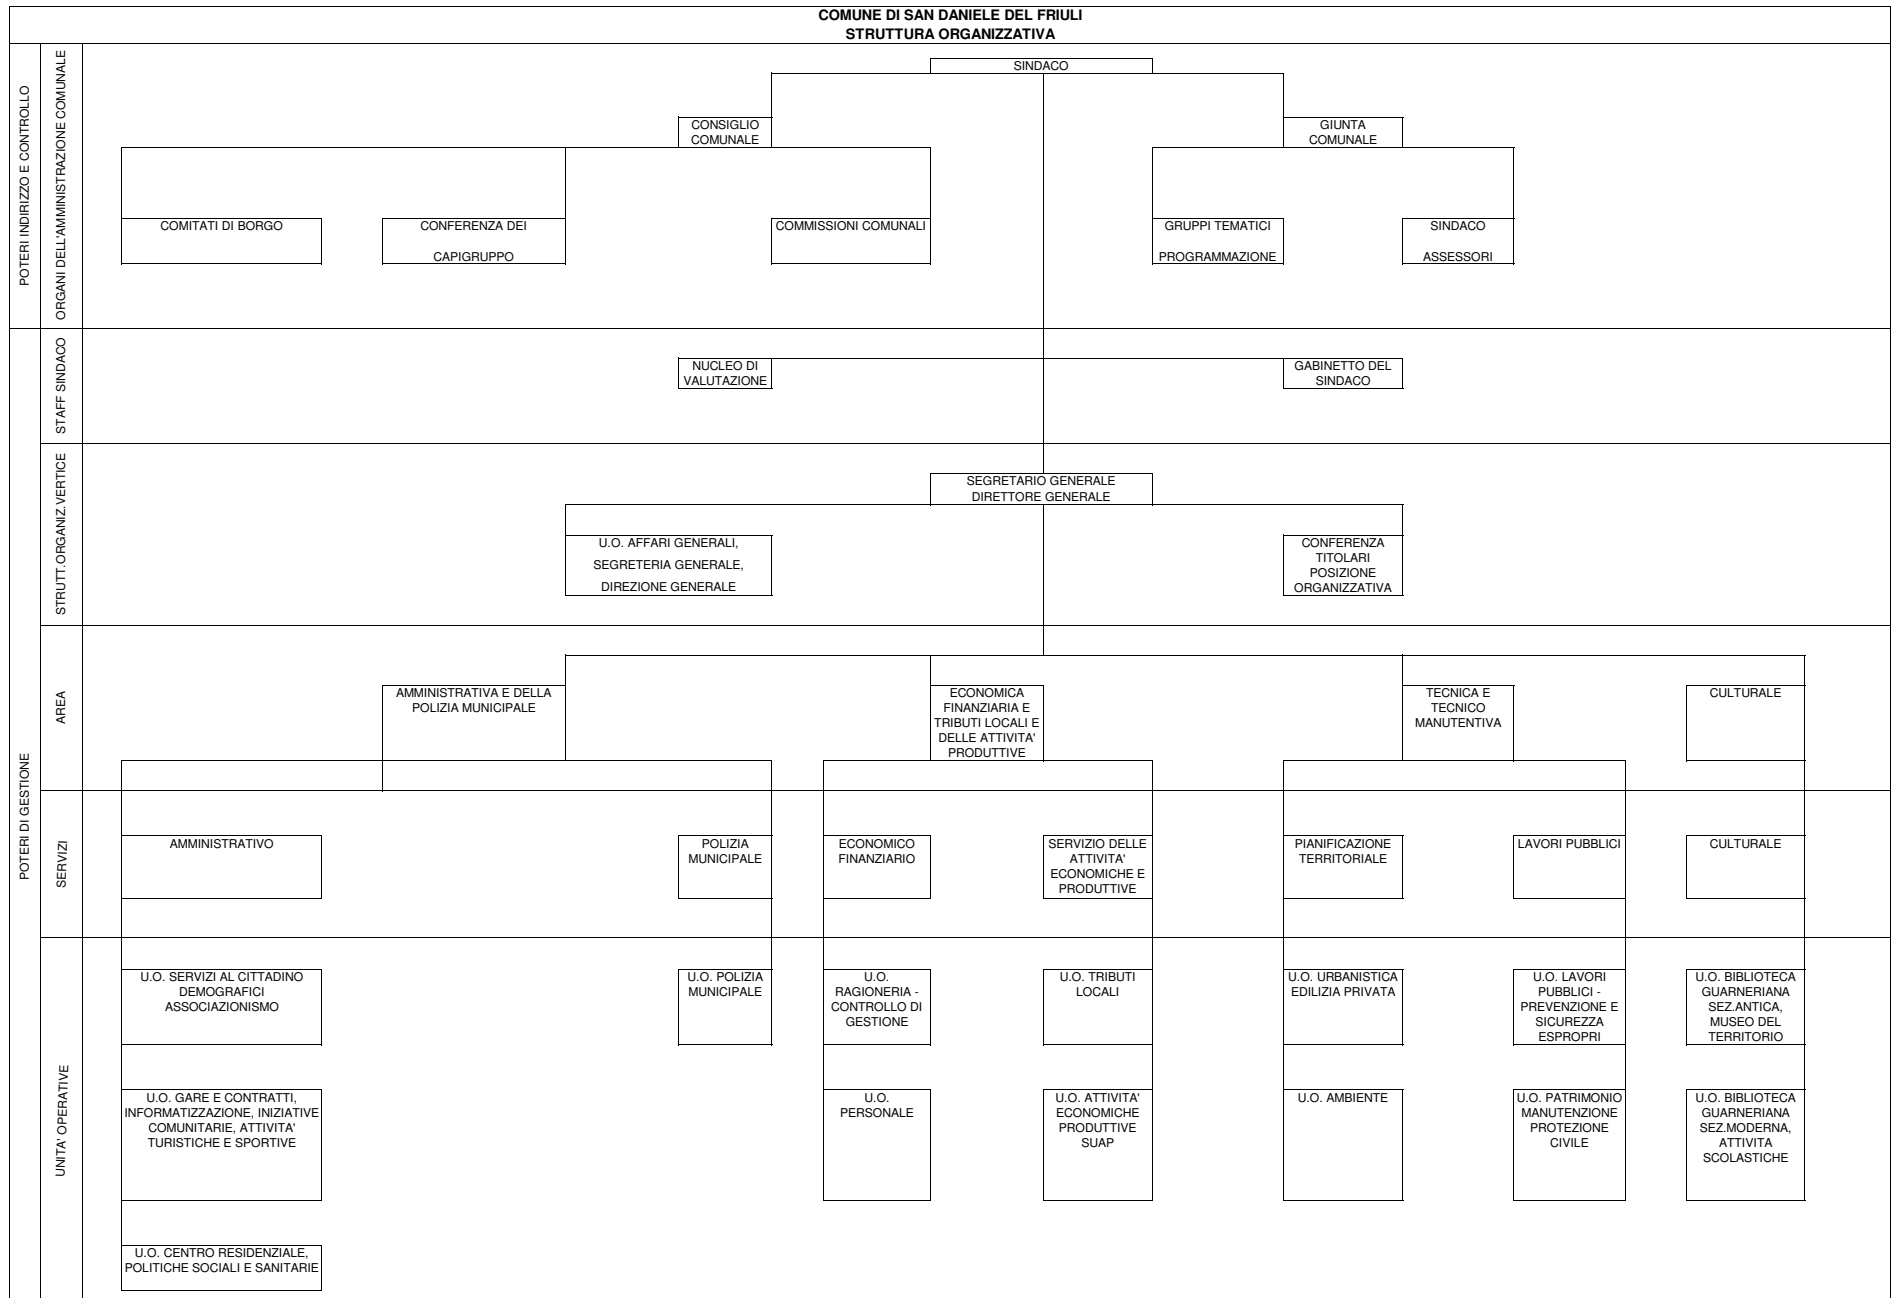 COMUNE DI SAN DANIELE DEL FRIULI
STRUTTURA ORGANIZZATIVA
POTERI INDIRIZZO E CONTROLLO
ORGANI DELL'AMMINISTRAZIONE COMUNALE
SINDACO
CONSIGLIO
COMUNALE
GIUNTA
COMUNALE
COMITATI DI BORGO
CONFERENZA DEI
CAPIGRUPPO
COMMISSIONI COMUNALI
GRUPPI TEMATICI
PROGRAMMAZIONE
SINDACO
ASSESSORI
POTERI DI GESTIONE
STAFF SINDACO
NUCLEO DI
VALUTAZIONE
GABINETTO DEL
SINDACO
STRUTT.ORGANIZ.VERTICE
SEGRETARIO GENERALE
DIRETTORE GENERALE
U.O. AFFARI GENERALI,
SEGRETERIA GENERALE,
DIREZIONE GENERALE
CONFERENZA
TITOLARI
POSIZIONE
ORGANIZZATIVA
AREA
AMMINISTRATIVA E DELLA
POLIZIA MUNICIPALE
ECONOMICA
FINANZIARIA E
TRIBUTI LOCALI E
DELLE ATTIVITA'
PRODUTTIVE
TECNICA E
TECNICO
MANUTENTIVA
CULTURALE
SERVIZI
AMMINISTRATIVO
POLIZIA
MUNICIPALE
ECONOMICO
FINANZIARIO
SERVIZIO DELLE
ATTIVITA'
ECONOMICHE E
PRODUTTIVE
PIANIFICAZIONE
TERRITORIALE
LAVORI PUBBLICI
CULTURALE
UNITA' OPERATIVE
U.O. SERVIZI AL CITTADINO
DEMOGRAFICI
ASSOCIAZIONISMO
U.O. POLIZIA
MUNICIPALE
U.O.
RAGIONERIA -
CONTROLLO DI
GESTIONE
U.O. TRIBUTI
LOCALI
U.O. URBANISTICA
EDILIZIA PRIVATA
U.O. LAVORI
PUBBLICI -
PREVENZIONE E
SICUREZZA
ESPROPRI
U.O. BIBLIOTECA
GUARNERIANA
SEZ.ANTICA,
MUSEO DEL
TERRITORIO
U.O. GARE E CONTRATTI,
INFORMATIZZAZIONE, INIZIATIVE
COMUNITARIE, ATTIVITA'
TURISTICHE E SPORTIVE
U.O.
PERSONALE
U.O. ATTIVITA'
ECONOMICHE
PRODUTTIVE
SUAP
U.O. AMBIENTE
U.O. PATRIMONIO
MANUTENZIONE
PROTEZIONE
CIVILE
U.O. BIBLIOTECA
GUARNERIANA
SEZ.MODERNA,
ATTIVITA
SCOLASTICHE
U.O. CENTRO RESIDENZIALE,
POLITICHE SOCIALI E SANITARIE